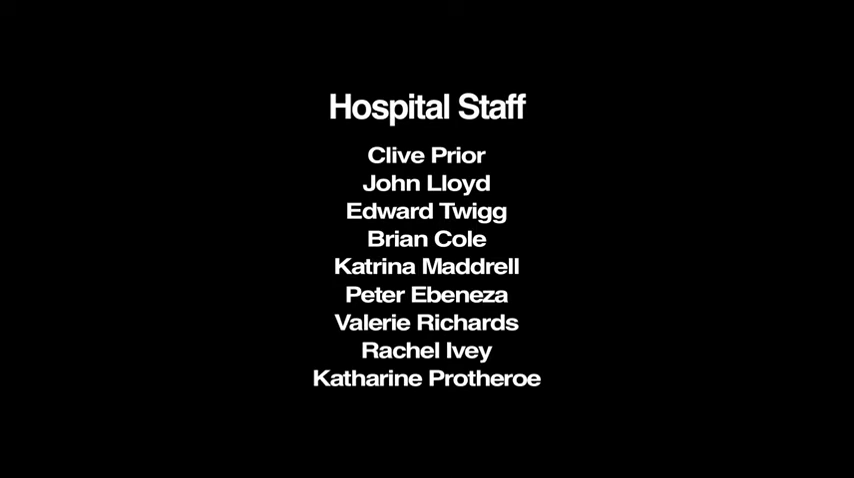 Hospital Staff
Clive Prior
John Lloyd
Edward Twigg
Brian Cole
Katrina Maddrell
Peter Ebeneza
Valerie Richards
Rachel Ivey
Katharine Protheroe